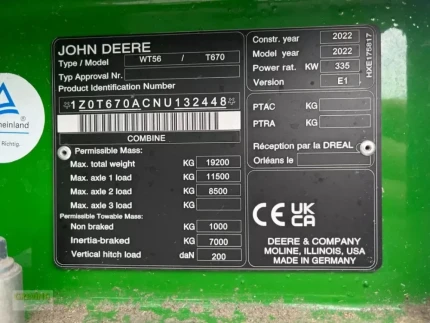 JOHN DEERE
Type / Model WT56 / T670
Typ Approval Nr.
Product Identification Number
☆1Z0T670ACNU132448☆
COMBINE
Permissible Mass:
Max. total weight KG 19200
Max. axle 1 load KG 11500
Max. axle 2 load KG 8500
Max. axle 3 load KG
Permissible Towable Mass:
Non braked KG 1000
Inertia-braked KG 7000
Vertical hitch load daN 200
Constr. year 2022
Model year 2022
Power rat. KW 335
Version E1
HXE175817
PTAC KG
PTRA KG
Réception par la DREAL
Orléans le
CE UK
CA
DEERE & COMPANY
MOLINE, ILLINOIS, USA
MADE IN GERMANY
heinland
Richtig.